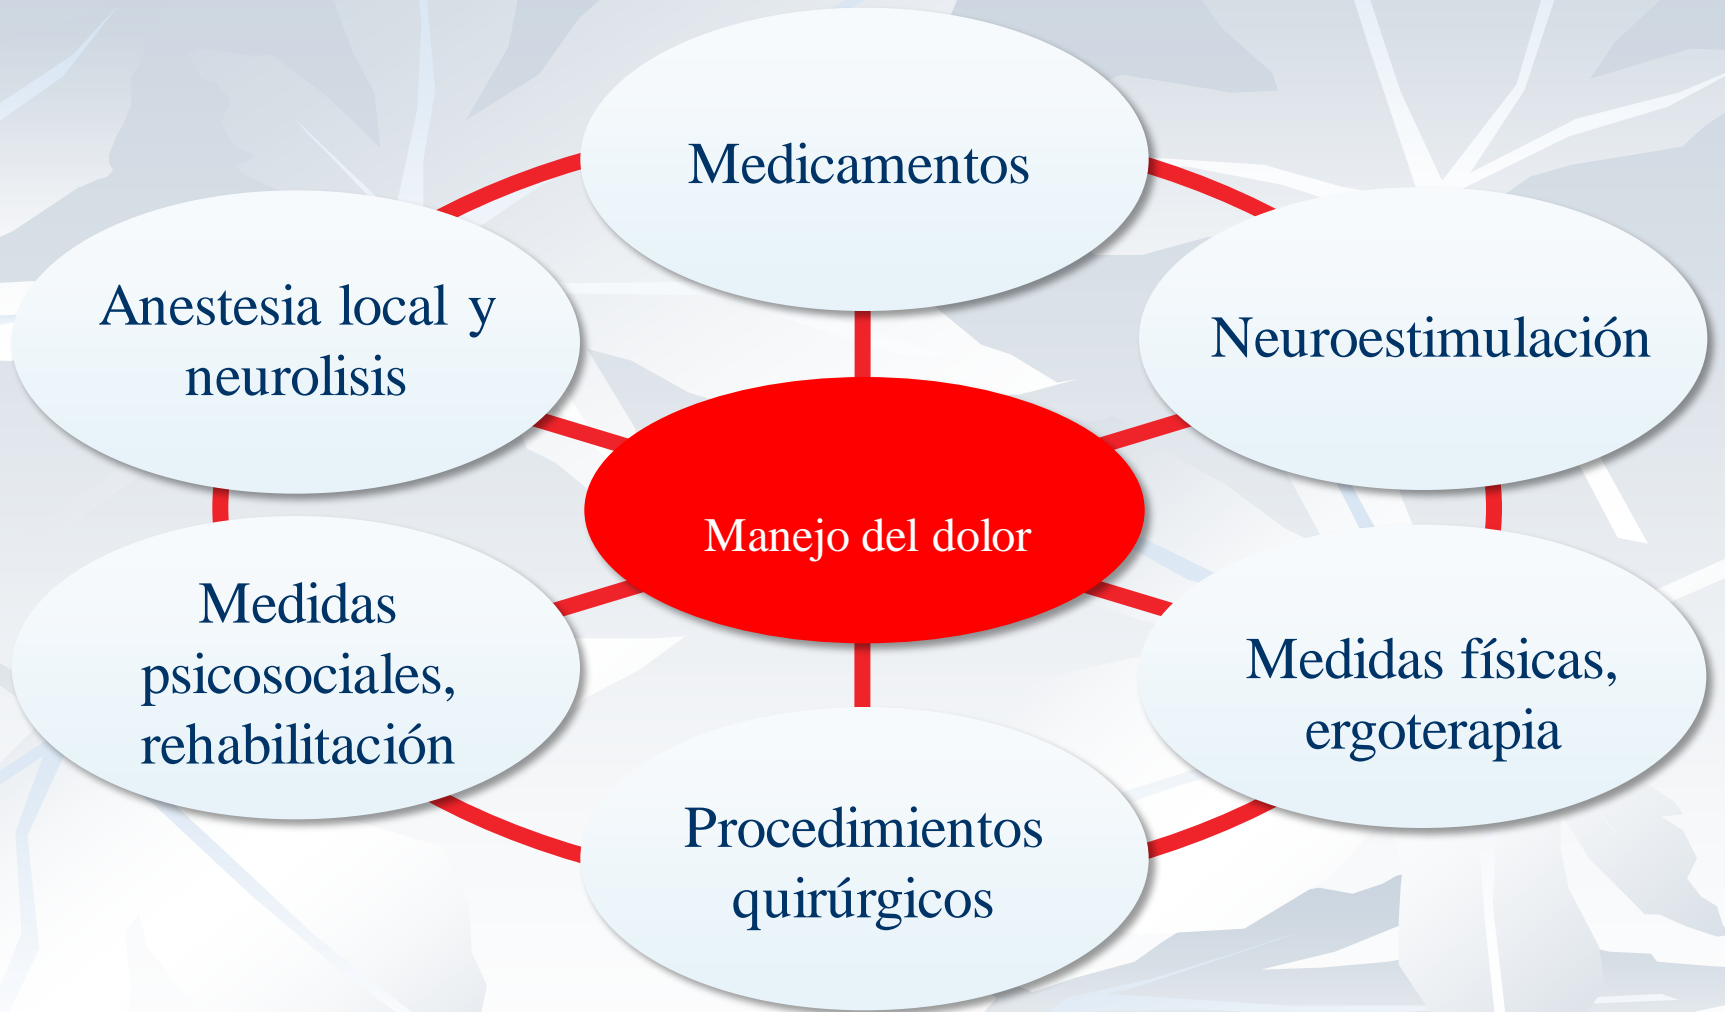 Medicamentos
Anestesia local y
neurolisis
Neuroestimulación
Manejo del dolor
Medidas
psicosociales,
rehabilitación
Medidas físicas,
ergoterapia
Procedimientos
quirúrgicos